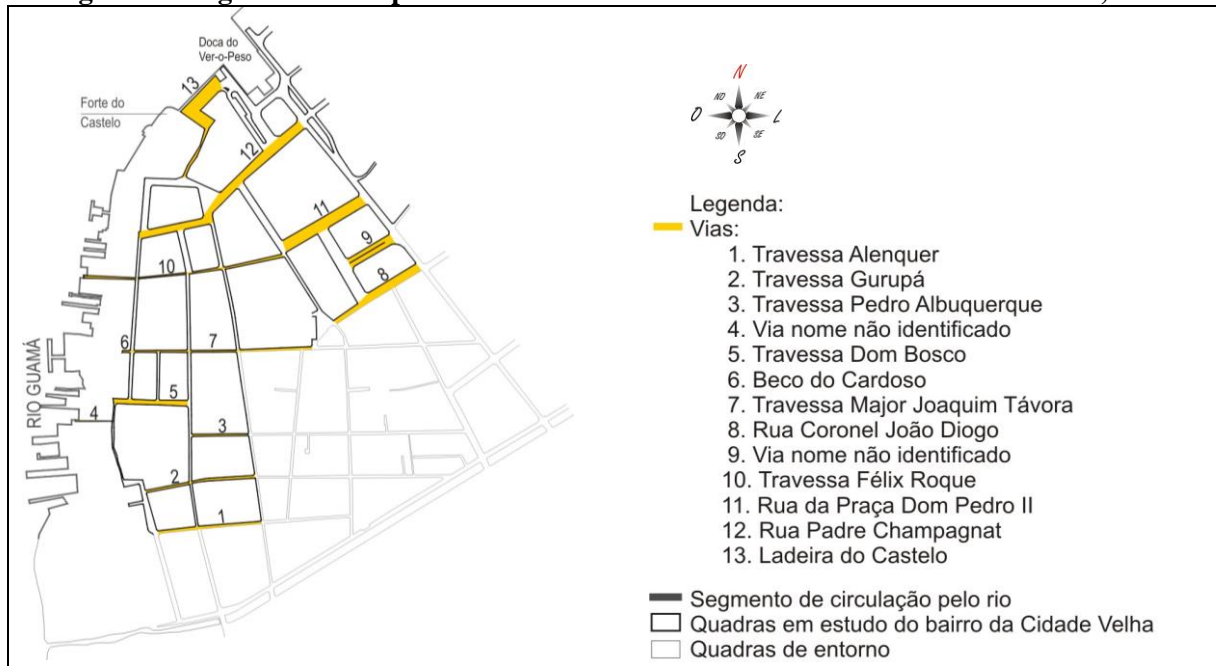 Doca do
Ver-o-Peso
Forte do
Castelo
13
12
11
10
9
8
7
6
5
4
3
2
1
RIO GUAMÁ
N
NO
NE
O
L
SO
SE
S
Legenda:
Vias:
1. Travessa Alenquer
2. Travessa Gurupá
3. Travessa Pedro Albuquerque
4. Via nome não identificado
5. Travessa Dom Bosco
6. Beco do Cardoso
7. Travessa Major Joaquim Távora
8. Rua Coronel João Diogo
9. Via nome não identificado
10. Travessa Félix Roque
11. Rua da Praça Dom Pedro II
12. Rua Padre Champagnat
13. Ladeira do Castelo
Segmento de circulação pelo rio
Quadras em estudo do bairro da Cidade Velha
Quadras de entorno